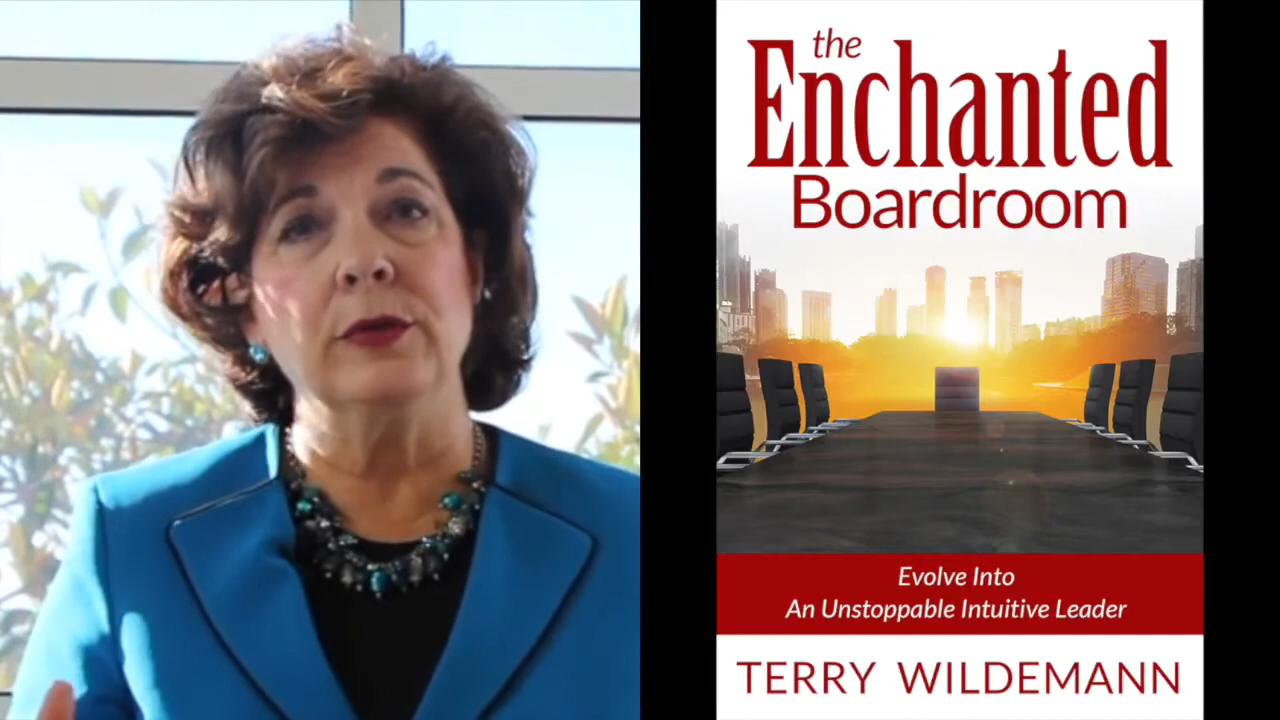 the
Enchanted
Boardroom
Evolve Into
An Unstoppable Intuitive Leader
TERRY WILDEMANN